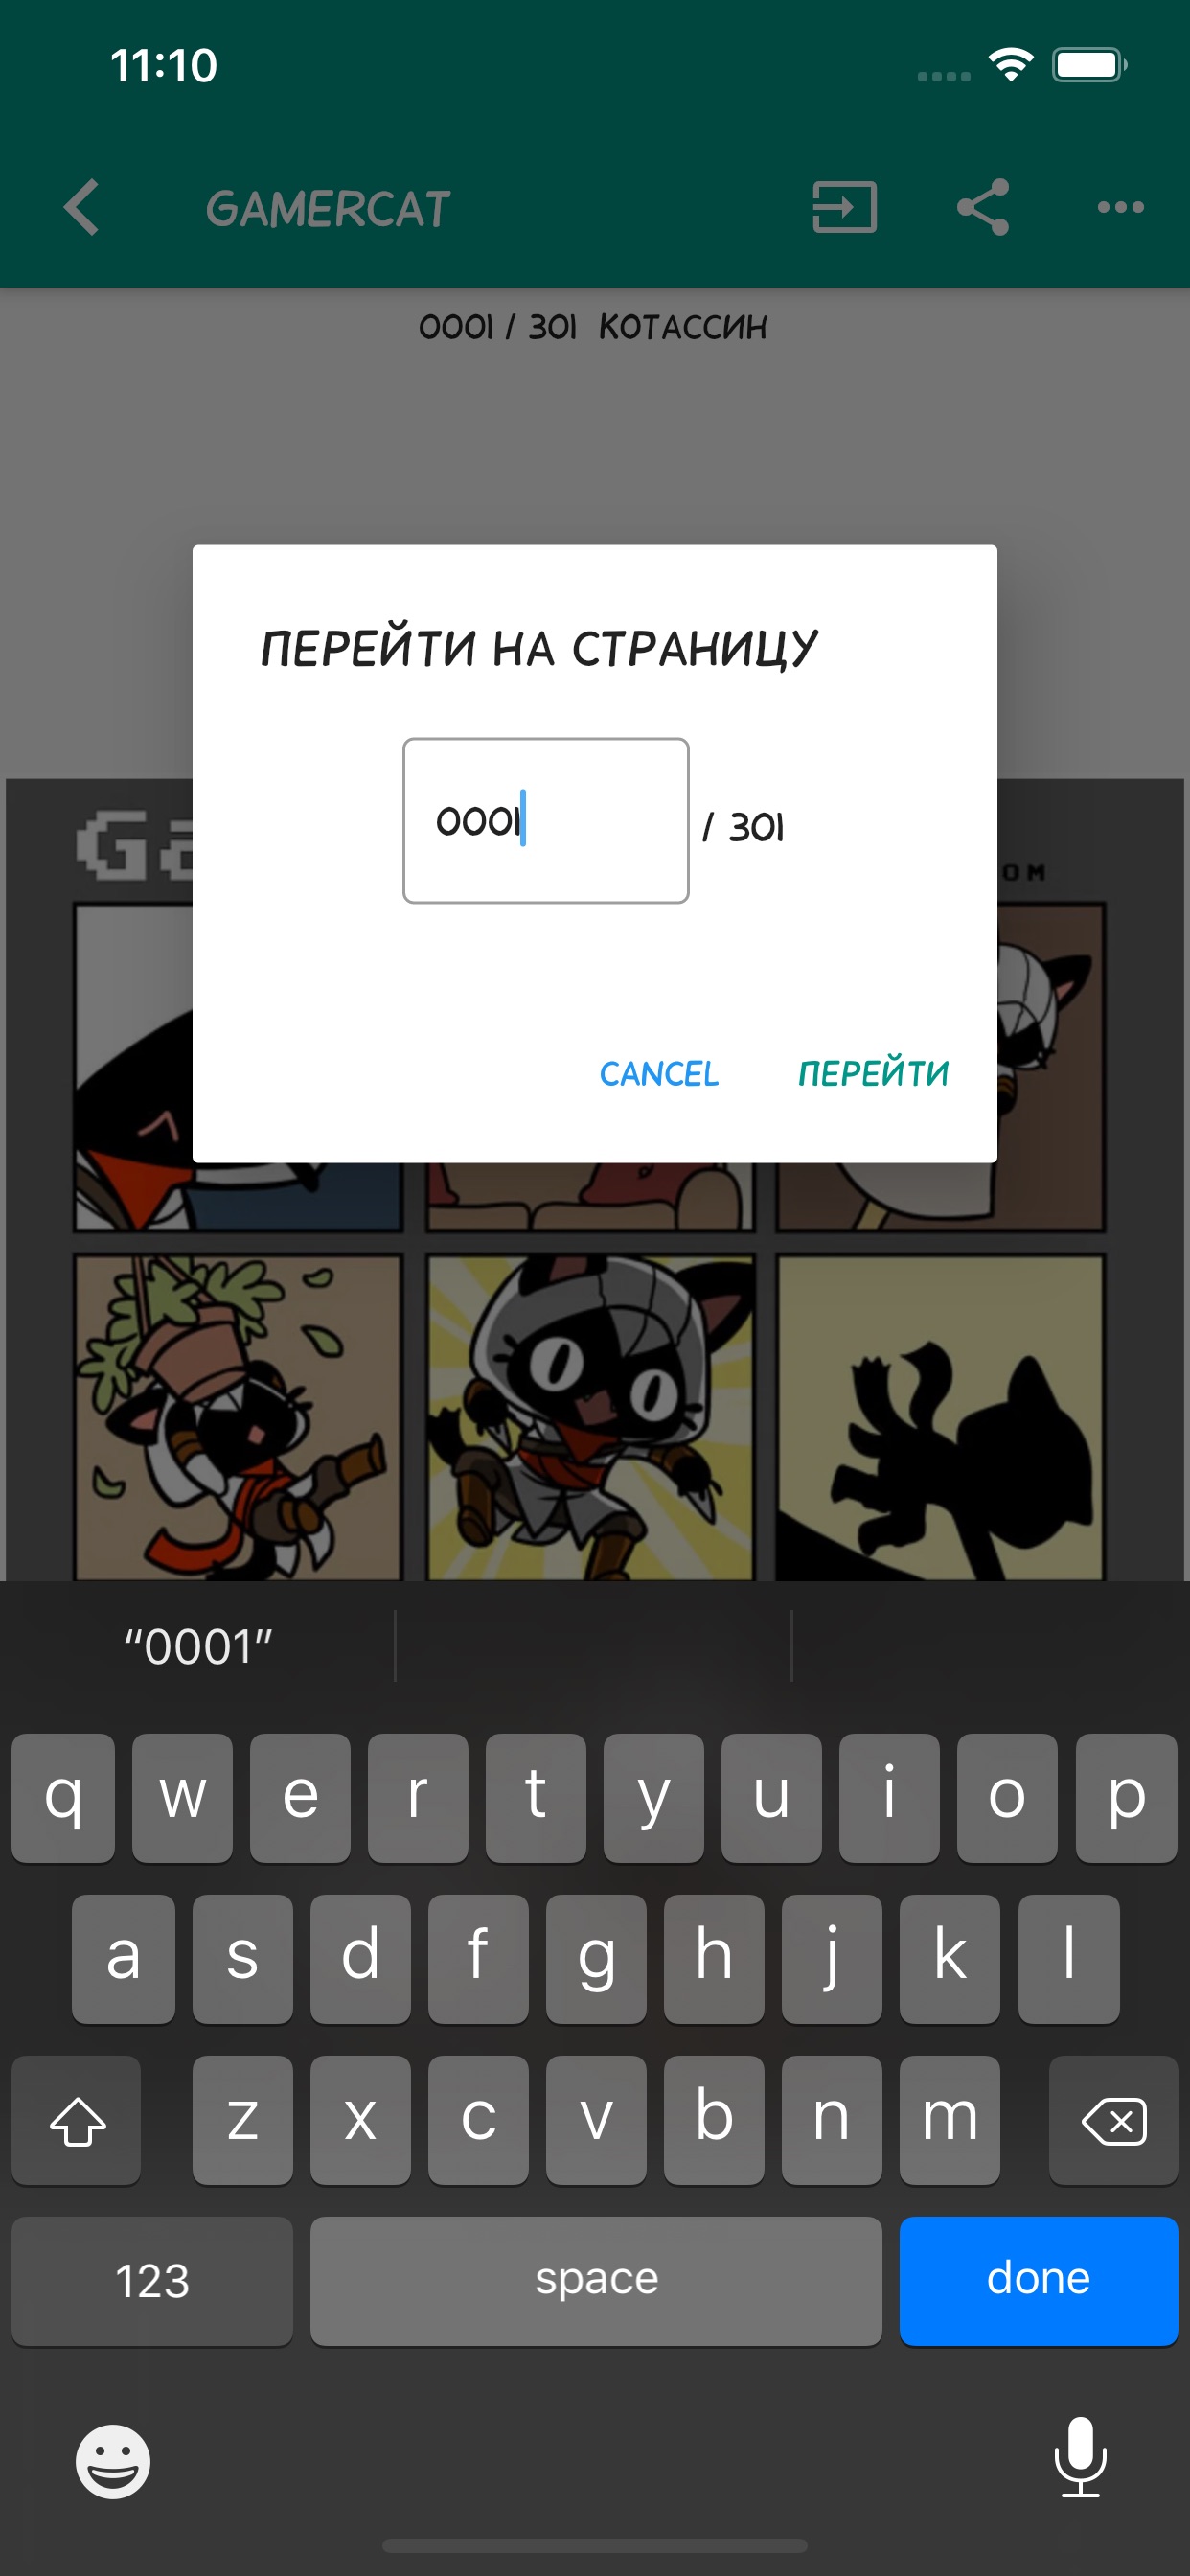 11:10
GAMERCAT
0001 / 301 КОТАССИН
ПЕРЕЙТИ НА СТРАНИЦУ
0001 / 301
CANCEL ПЕРЕЙТИ
“0001”
q w e r t y u i o p
a s d f g h j k l
z x c v b n m
123 space done